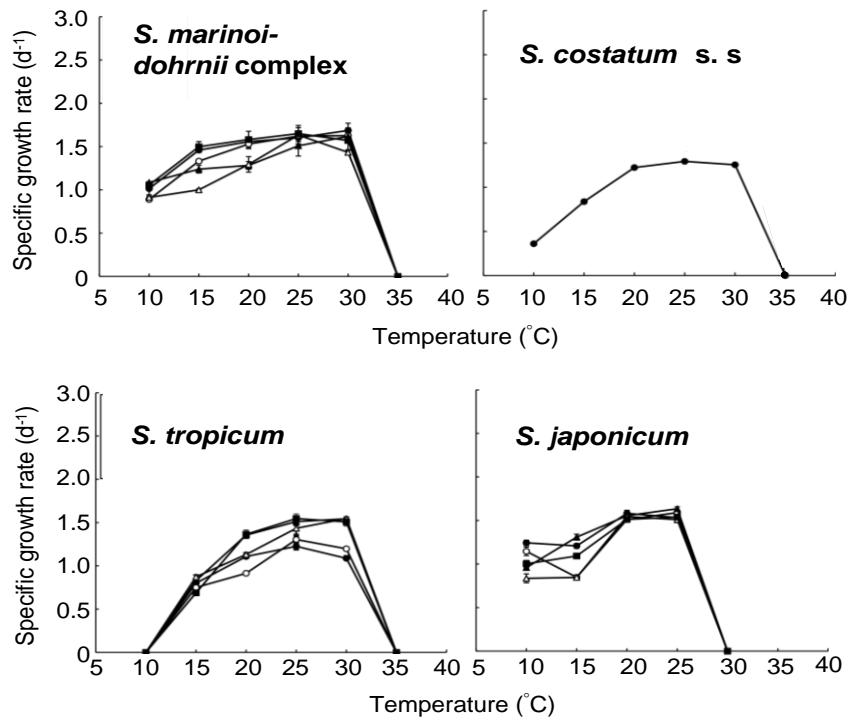 3.0
2.5
2.0
1.5
1.0
0.5
0
Specific growth rate (d-1)
S. marinoi-
dohrnii complex
S. costatum s. s
5 10 15 20 25 30 35 40
5 10 15 20 25 30 35 40
Temperature (°C)
3.0
2.5
2.0
1.5
1.0
0.5
0
Specific growth rate (d-1)
S. tropicum
S. japonicum
5 10 15 20 25 30 35 40
5 10 15 20 25 30 35 40
Temperature (°C)